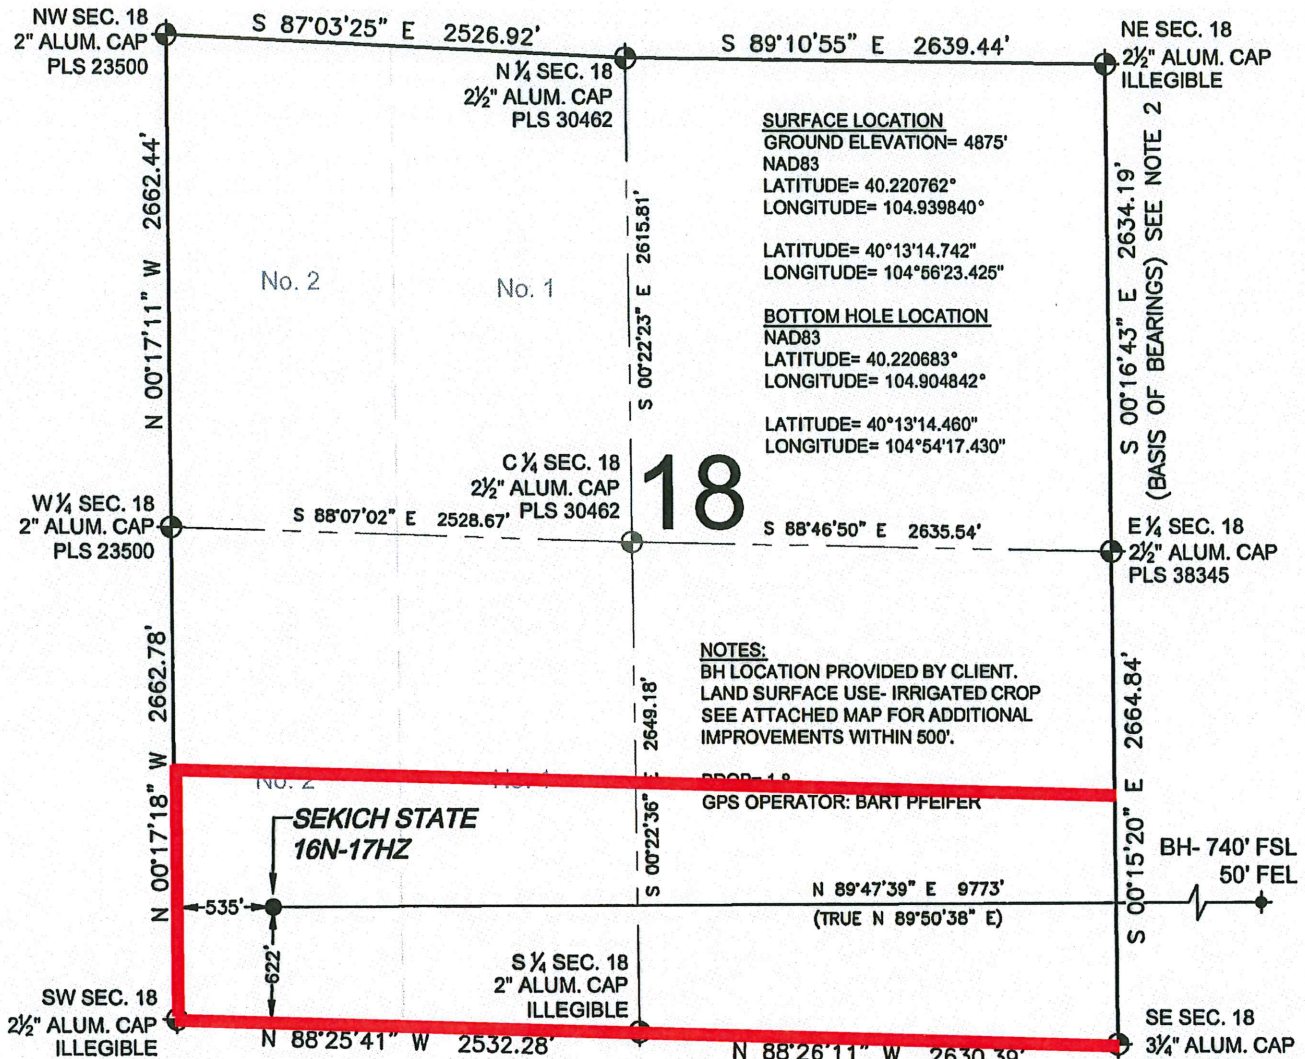 NW SEC. 18
2" ALUM. CAP
PLS 23500
S 87°03'25" E 2526.92'
N ¼ SEC. 18
2½" ALUM. CAP
PLS 30462
S 89°10'55" E 2639.44'
NE SEC. 18
2½" ALUM. CAP
ILLEGIBLE
N 00°17'11" W 2662.44'
No. 2
No. 1
S 00°22'23" E 2615.81'
SURFACE LOCATION
GROUND ELEVATION= 4875'
NAD83
LATITUDE= 40.220762°
LONGITUDE= 104.939840°
LATITUDE= 40°13'14.742"
LONGITUDE= 104°56'23.425"
BOTTOM HOLE LOCATION
NAD83
LATITUDE= 40.220683°
LONGITUDE= 104.904842°
LATITUDE= 40°13'14.460"
LONGITUDE= 104°54'17.430"
S 00°16'43" E 2634.19'
(BASIS OF BEARINGS) SEE NOTE 2
W ¼ SEC. 18
2" ALUM. CAP
PLS 23500
S 88°07'02" E 2528.67'
C ¼ SEC. 18
2½" ALUM. CAP
PLS 30462
18
S 88°46'50" E 2635.54'
E ¼ SEC. 18
2½" ALUM. CAP
PLS 38345
N 00°17'18" W 2662.78'
S 00°22'36" E 2649.18'
NOTES:
BH LOCATION PROVIDED BY CLIENT.
LAND SURFACE USE- IRRIGATED CROP
SEE ATTACHED MAP FOR ADDITIONAL
IMPROVEMENTS WITHIN 500'.
GPS OPERATOR: BART PFEIFER
S 00°15'20" E 2664.84'
No. 2
SEKICH STATE
16N-17HZ
535'
622'
N 89°47'39" E 9773'
(TRUE N 89°50'38" E)
BH- 740' FSL
50' FEL
SW SEC. 18
2½" ALUM. CAP
ILLEGIBLE
N 88°25'41" W 2532.28'
S ¼ SEC. 18
2" ALUM. CAP
ILLEGIBLE
N 88°26'11" W 2630.39'
SE SEC. 18
3¼" ALUM. CAP